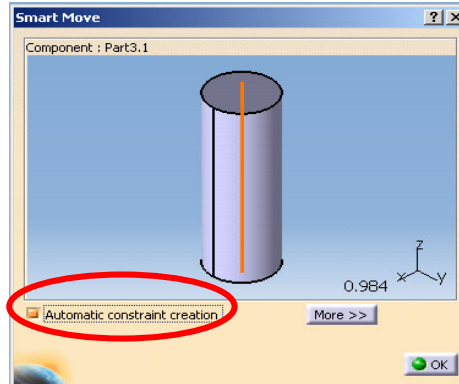 Smart Move ? X
Component : Part3.1
z
0.984 x y
Automatic constraint creation More >>
OK